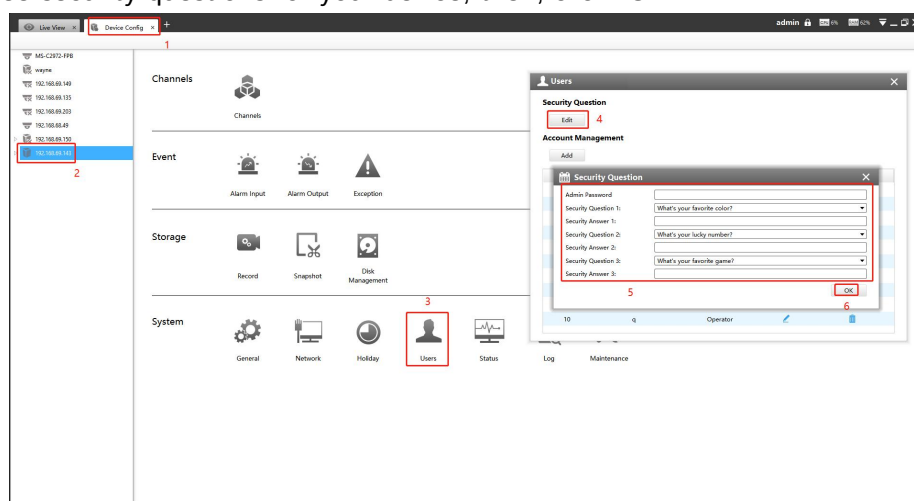 Live View × Device Config × +
admin 6% 62%
1
MS-C2972-FPB
wayne
192.168.69.149
192.168.69.135
192.168.69.203
192.168.68.49
192.168.69.150
192.168.69.143
2
Channels
Channels
Event
Alarm Input Alarm Output Exception
Storage
Record Snapshot Disk Management
3
System
General Network Holiday Users Status Log Maintenance
Users
Security Question
Edit 4
Account Management
Add
Security Question
Admin Password
Security Question 1: What's your favorite color?
Security Answer 1:
Security Question 2: What's your lucky number?
Security Answer 2:
Security Question 3: What's your favorite game?
Security Answer 3:
5 OK
6
10 q Operator